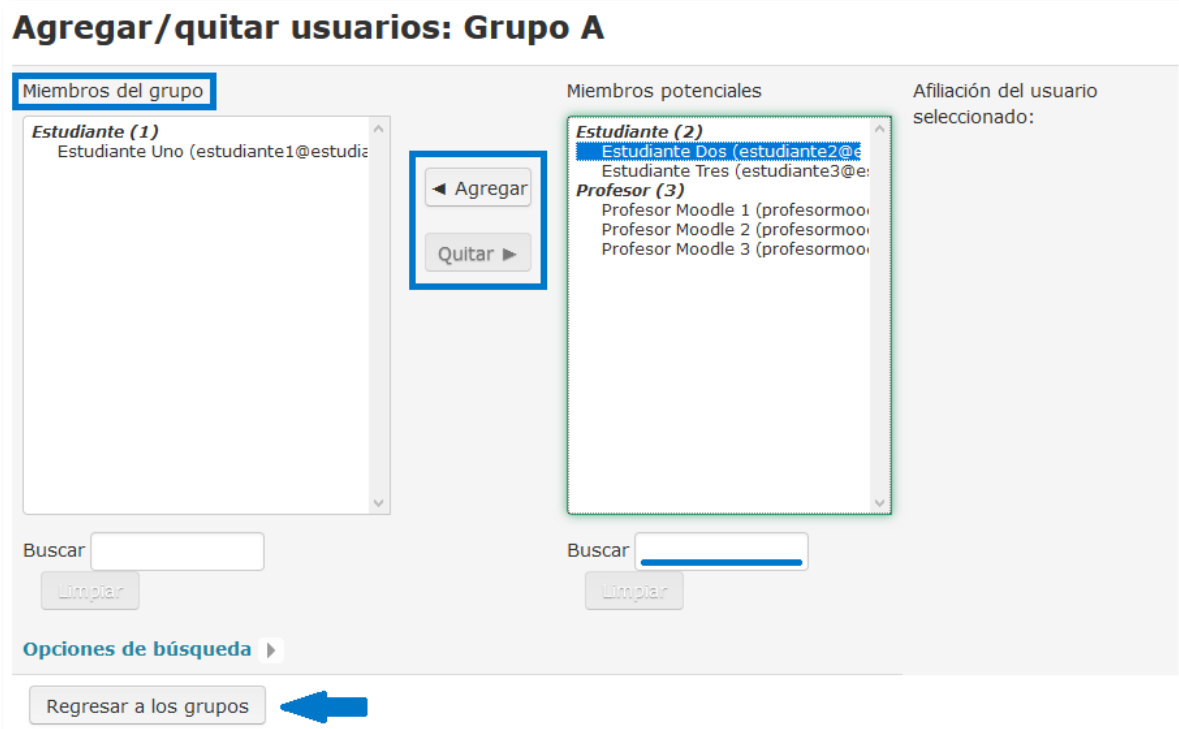 Agregar/quitar usuarios: Grupo A
Miembros del grupo
Estudiante (1)
Estudiante Uno (estudiante1@estudia
◄ Agregar
Quitar ►
Miembros potenciales
Estudiante (2)
Estudiante Dos (estudiante2@e
Estudiante Tres (estudiante3@es
Profesor (3)
Profesor Moodle 1 (profesormoo
Profesor Moodle 2 (profesormoo
Profesor Moodle 3 (profesormoo
Afiliación del usuario
seleccionado:
Buscar
Limpiar
Buscar
Limpiar
Opciones de búsqueda
Regresar a los grupos